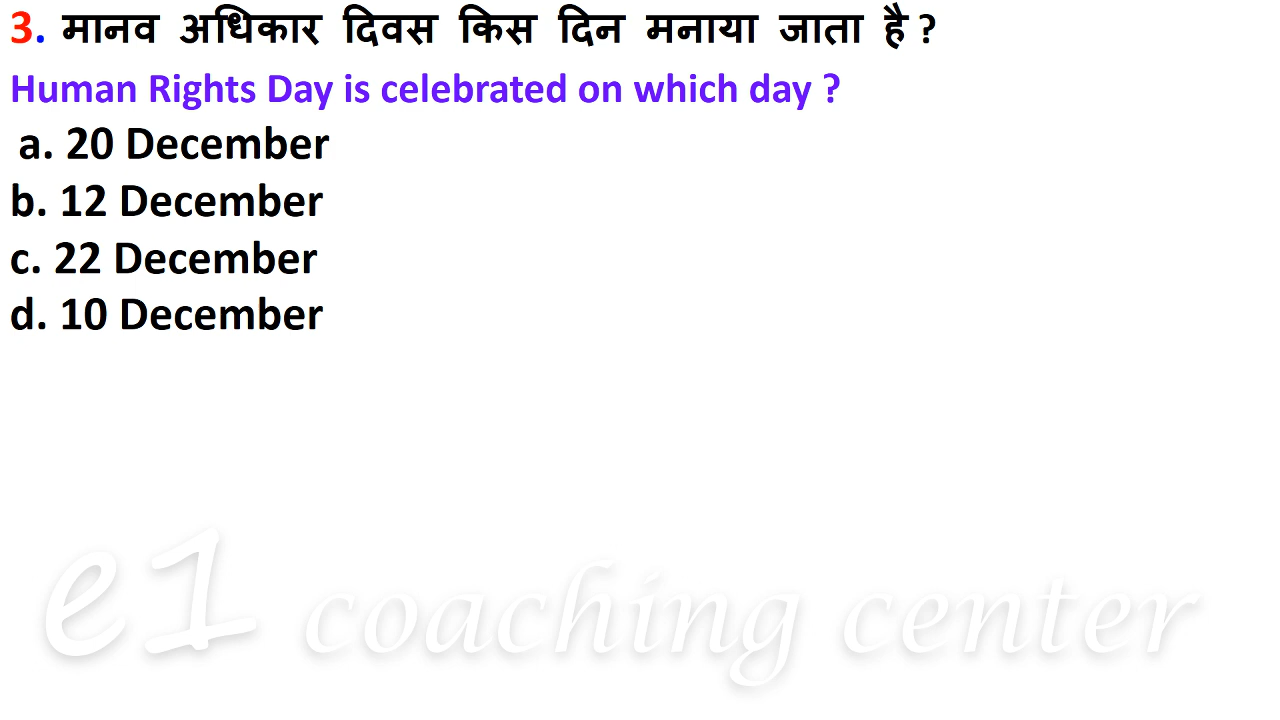 3. मानव अधिकार दिवस किस दिन मनाया जाता है ?
Human Rights Day is celebrated on which day ?
a. 20 December
b. 12 December
c. 22 December
d. 10 December
e1 coaching center